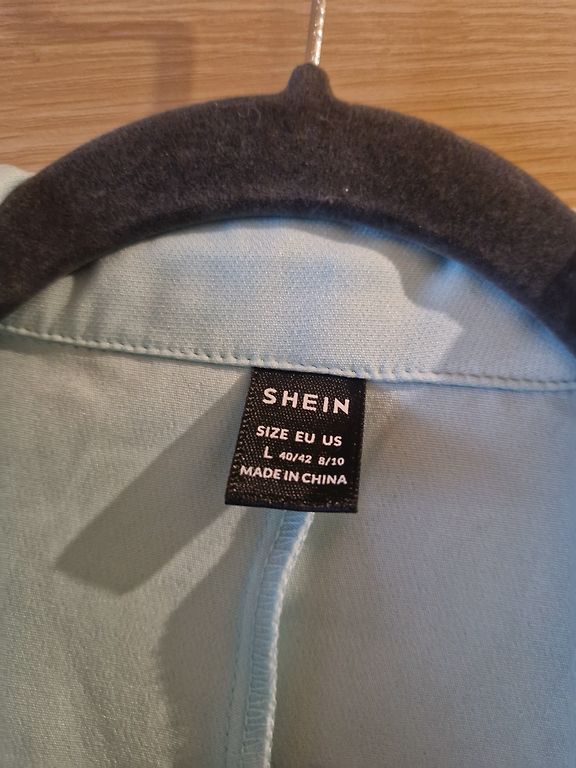 SHEIN
SIZE EU US
L 40/42 8/10
MADE IN CHINA